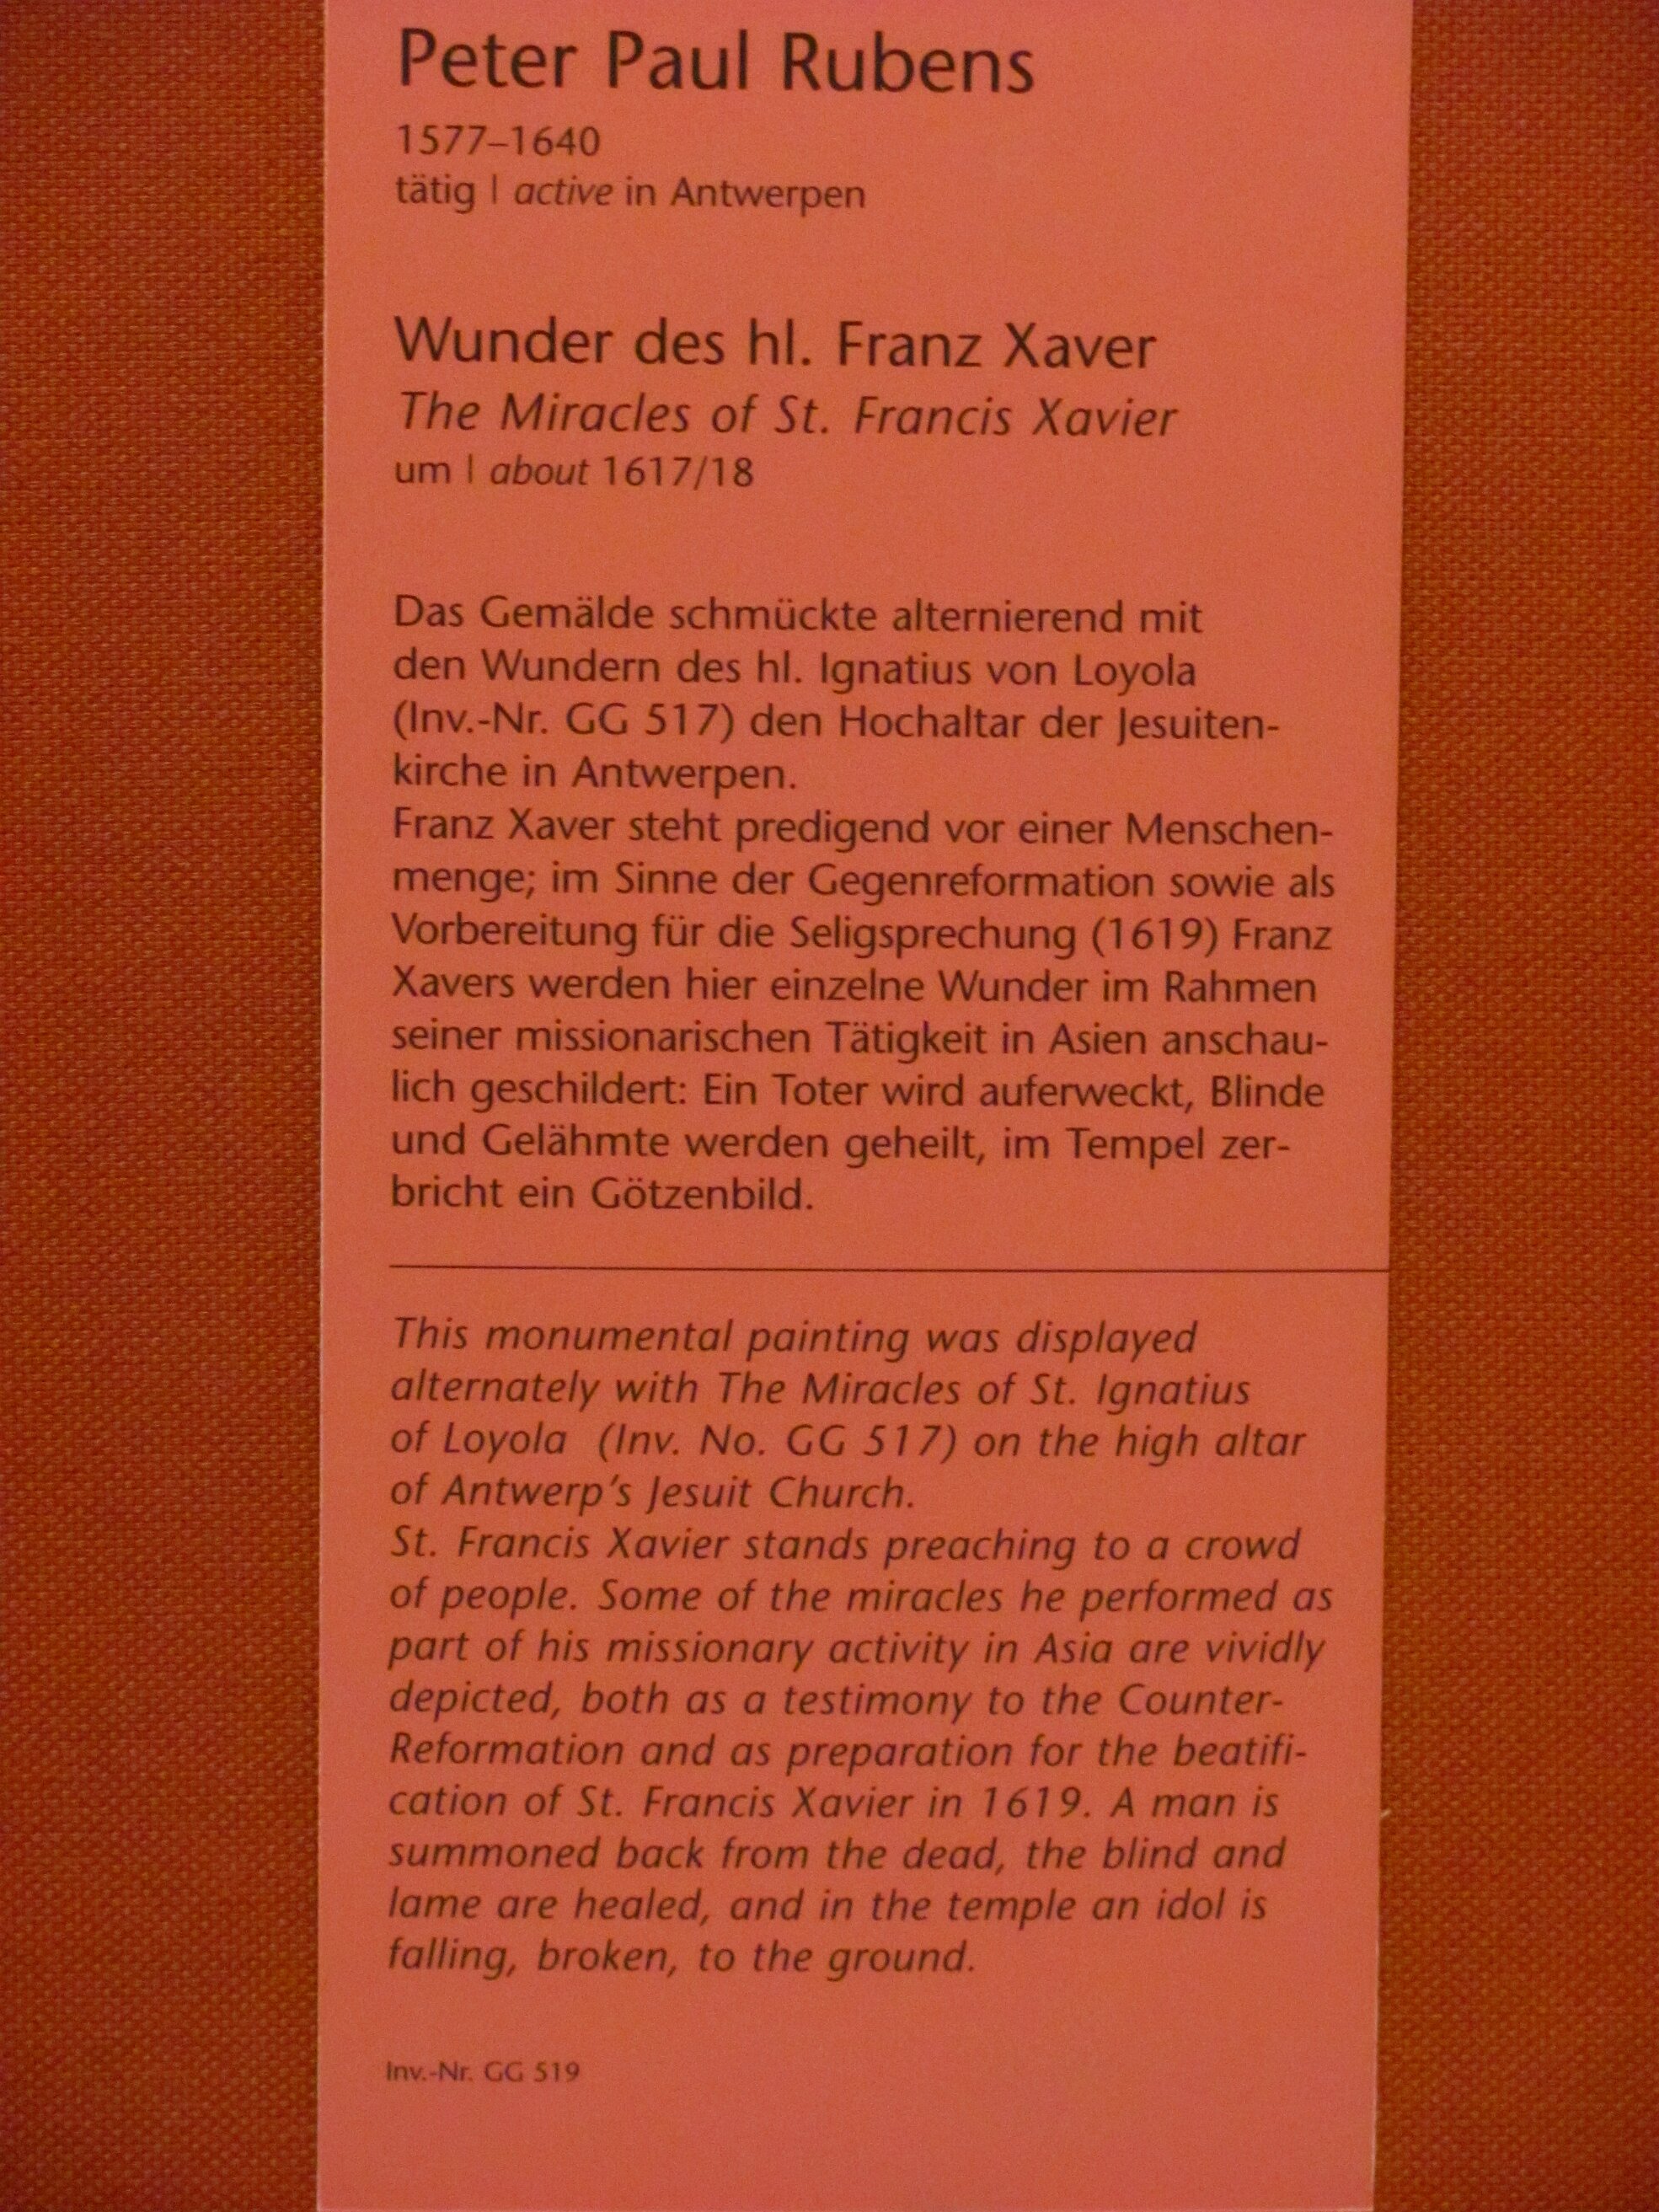 Peter Paul Rubens
1577–1640
tätig | active in Antwerpen
Wunder des hl. Franz Xaver
The Miracles of St. Francis Xavier
um | about 1617/18
Das Gemälde schmückte alternierend mit
den Wundern des hl. Ignatius von Loyola
(Inv.-Nr. GG 517) den Hochaltar der Jesuiten-
kirche in Antwerpen.
Franz Xaver steht predigend vor einer Menschen-
menge; im Sinne der Gegenreformation sowie als
Vorbereitung für die Seligsprechung (1619) Franz
Xavers werden hier einzelne Wunder im Rahmen
seiner missionarischen Tätigkeit in Asien anschau-
lich geschildert: Ein Toter wird auferweckt, Blinde
und Gelähmte werden geheilt, im Tempel zer-
bricht ein Götzenbild.
This monumental painting was displayed
alternately with The Miracles of St. Ignatius
of Loyola (Inv. No. GG 517) on the high altar
of Antwerp's Jesuit Church.
St. Francis Xavier stands preaching to a crowd
of people. Some of the miracles he performed as
part of his missionary activity in Asia are vividly
depicted, both as a testimony to the Counter-
Reformation and as preparation for the beatifi-
cation of St. Francis Xavier in 1619. A man is
summoned back from the dead, the blind and
lame are healed, and in the temple an idol is
falling, broken, to the ground.
Inv.-Nr. GG 519